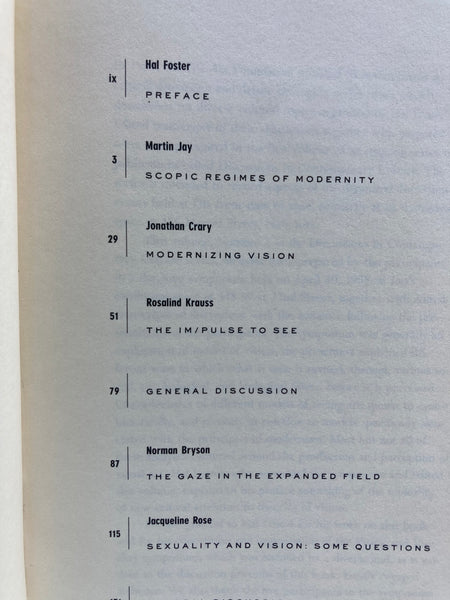 Hal Foster
ix
PREFACE
Martin Jay
3
SCOPIC REGIMES OF MODERNITY
Jonathan Crary
29
MODERNIZING VISION
Rosalind Krauss
51
THE IM/PULSE TO SEE
79
GENERAL DISCUSSION
Norman Bryson
87
THE GAZE IN THE EXPANDED FIELD
Jacqueline Rose
115
SEXUALITY AND VISION: SOME QUESTIONS